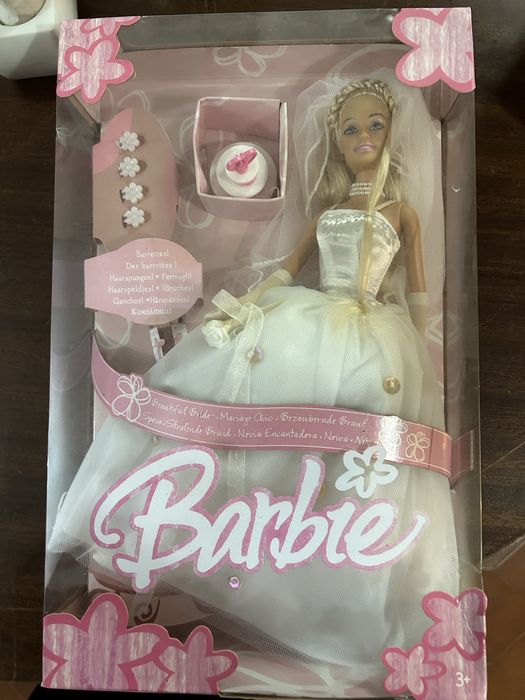 Barrettes!
Des barrettes !
Haarspangen! • Fermagli!
Haarspeldjes! • ¡Broches!
Ganchos! • Hårspännen!
Κοκαλάκια!
Beautiful Bride • Mariage Chic • Bezaubernde Braut
Stralende Bruid • Novia Encantadora • Noiva •
Barbie
3+